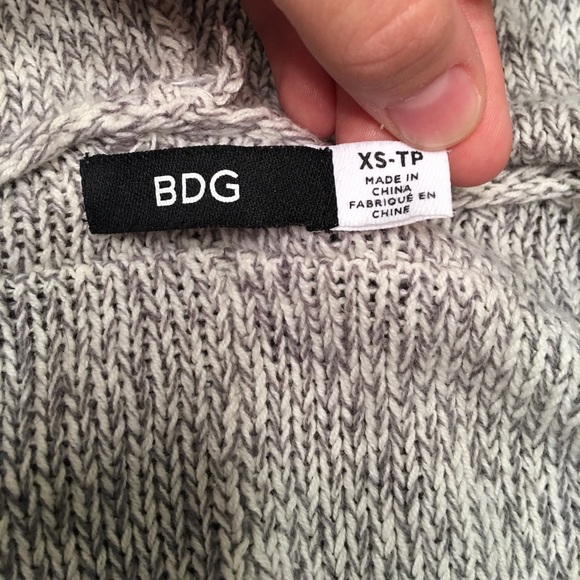 BDG
XS-TP
MADE IN
CHINA
FABRIQUÉ EN
CHINE